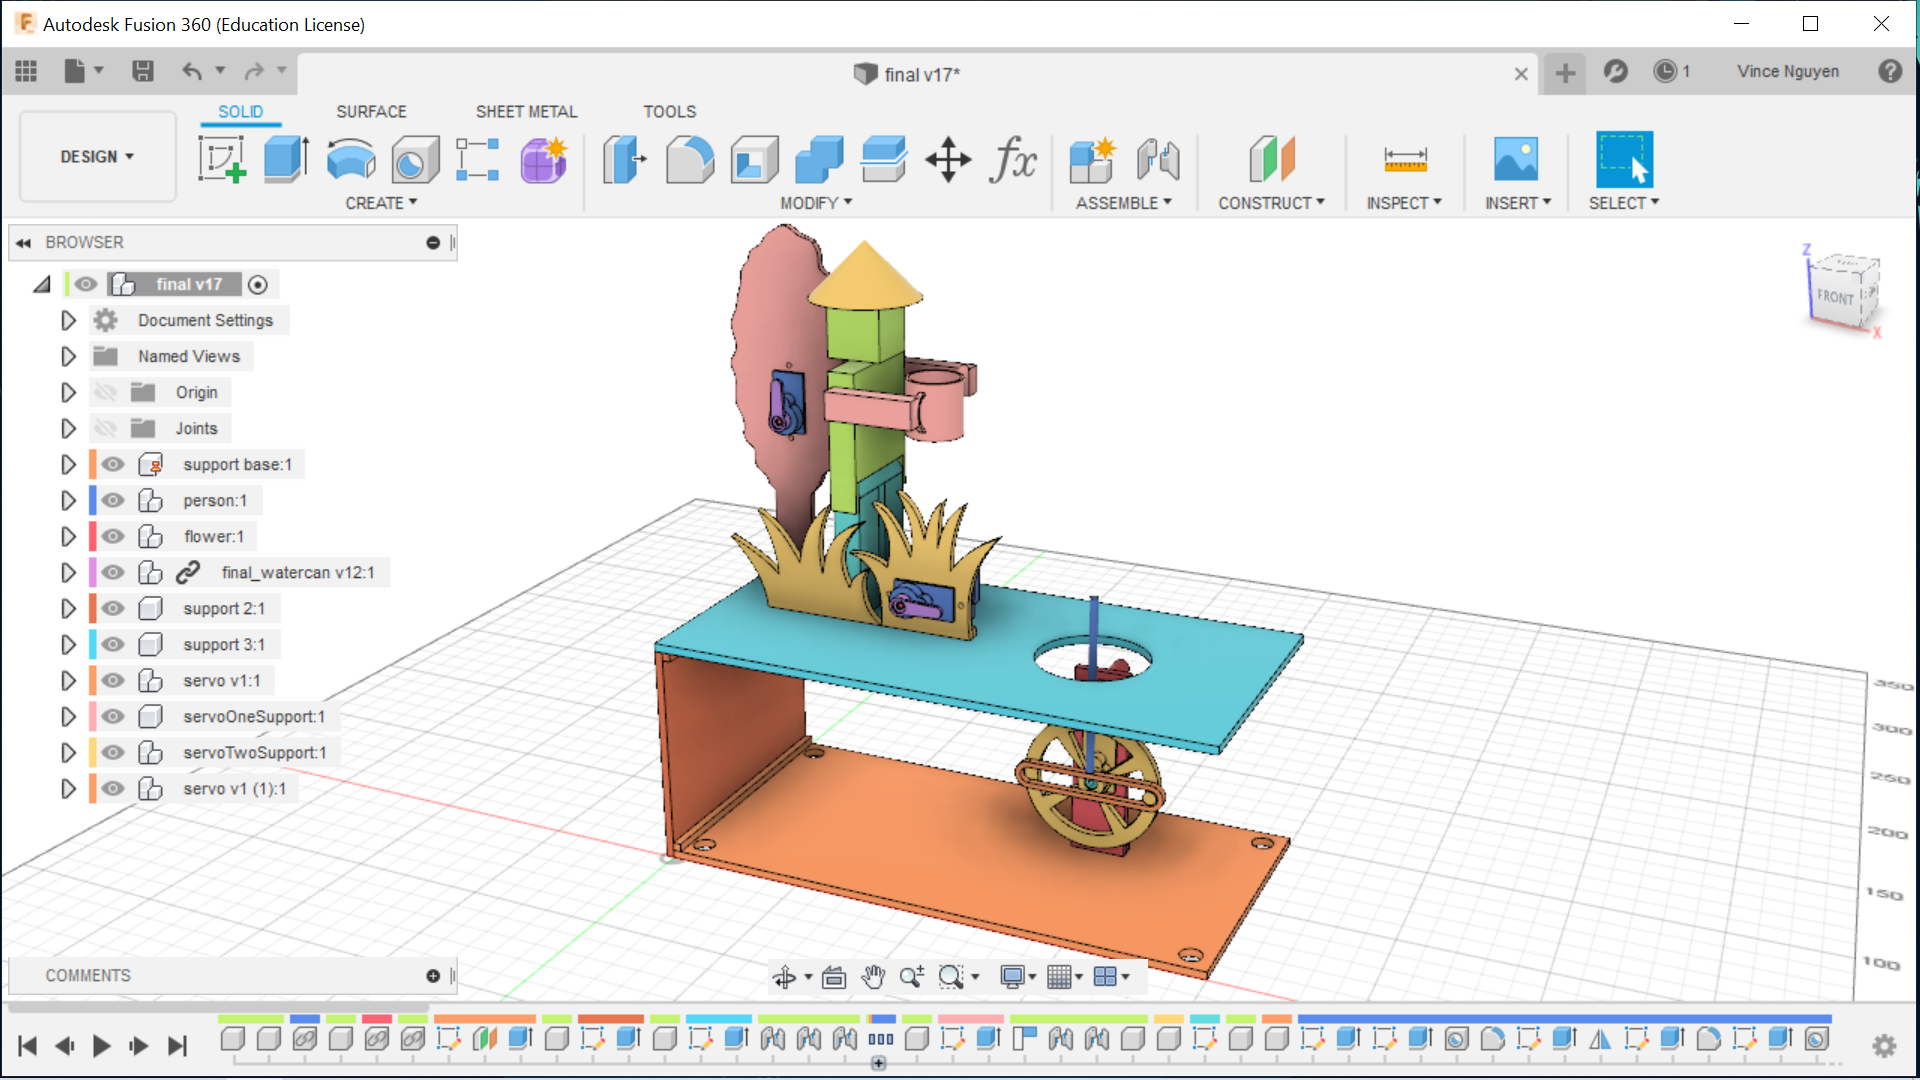 Autodesk Fusion 360 (Education License)
final v17*
1
Vince Nguyen
DESIGN
SOLID
SURFACE
SHEET METAL
TOOLS
CREATE
MODIFY
fx
ASSEMBLE
CONSTRUCT
INSPECT
INSERT
SELECT
BROWSER
final v17
Document Settings
Named Views
Origin
Joints
support base:1
person:1
flower:1
final_watercan v12:1
support 2:1
support 3:1
servo v1:1
servoOneSupport:1
servoTwoSupport:1
servo v1 (1):1
Z
FRONT
X
350
300
250
200
150
100
COMMENTS